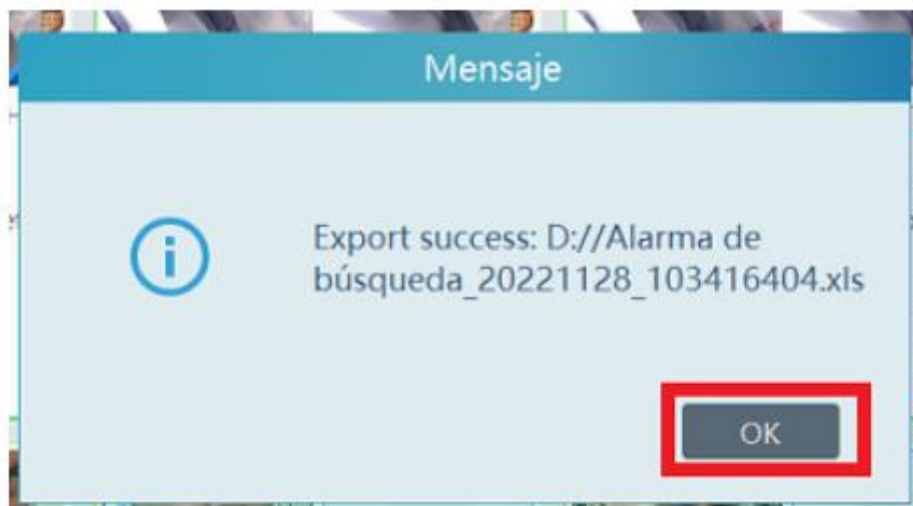 Mensaje
Export success: D://Alarma de
búsqueda_20221128_103416404.xls
OK